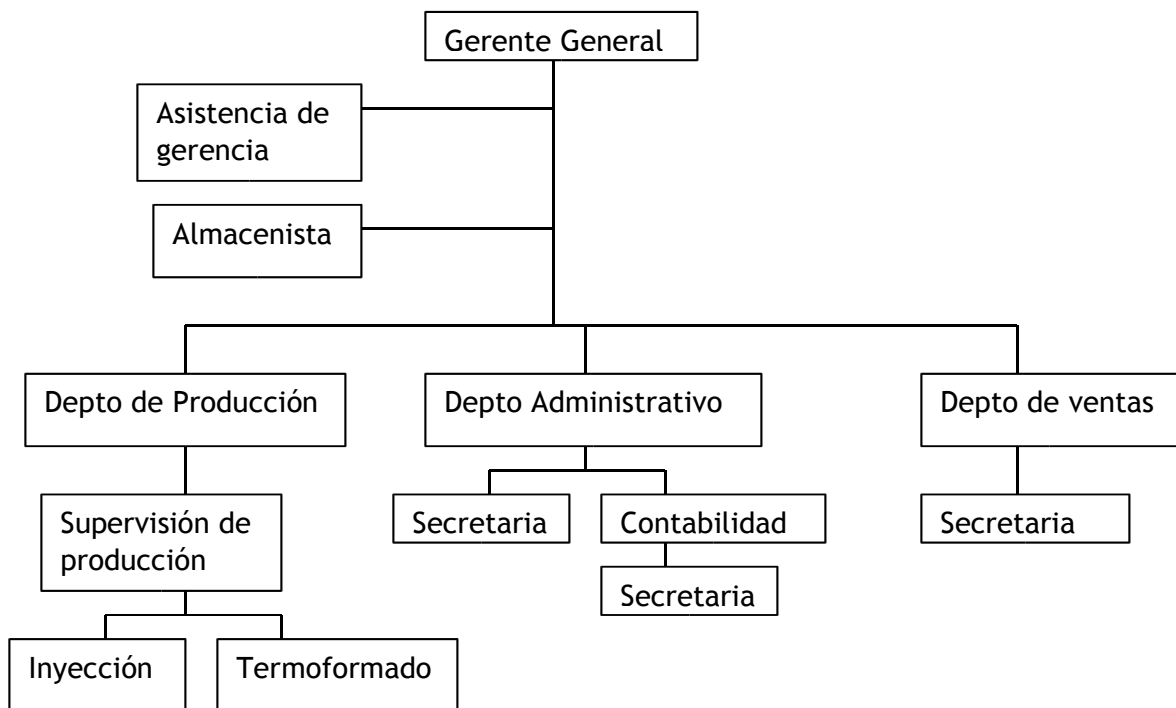 Gerente General
Asistencia de
gerencia
Almacenista
Depto de Producción
Depto Administrativo
Depto de ventas
Supervisión de
producción
Secretaria
Contabilidad
Secretaria
Secretaria
Inyección
Termoformado